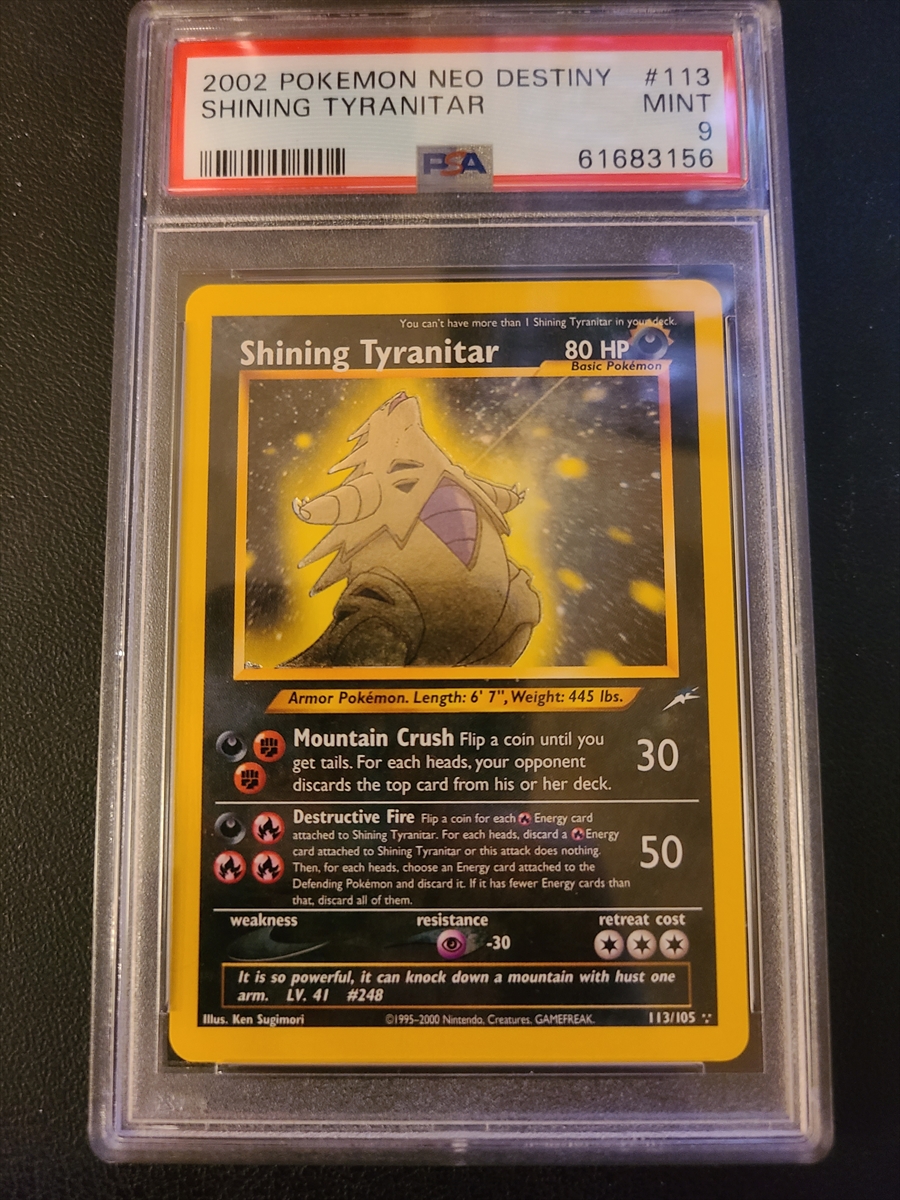 2002 POKEMON NEO DESTINY #113
SHINING TYRANITAR MINT
9
PSA 61683156
You can't have more than 1 Shining Tyranitar in your deck.
Shining Tyranitar 80 HP
Basic Pokémon
Armor Pokémon. Length: 6' 7", Weight: 445 lbs.
Mountain Crush Flip a coin until you
get tails. For each heads, your opponent
discards the top card from his or her deck.
30
Destructive Fire Flip a coin for each Energy card
attached to Shining Tyranitar. For each heads, discard a Energy
card attached to Shining Tyranitar or this attack does nothing.
Then, for each heads, choose an Energy card attached to the
Defending Pokémon and discard it. If it has fewer Energy cards than
that, discard all of them.
50
weakness resistance retreat cost
-30
It is so powerful, it can knock down a mountain with hust one
arm. LV. 41 #248
Illus. Ken Sugimori ©1995-2000 Nintendo, Creatures, GAMEFREAK. 113/105